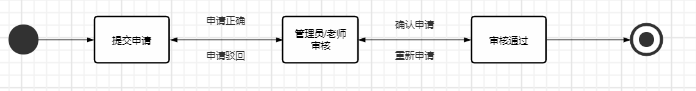 提交申请
申请正确
申请驳回
管理员/老师
审核
确认申请
重新申请
审核通过